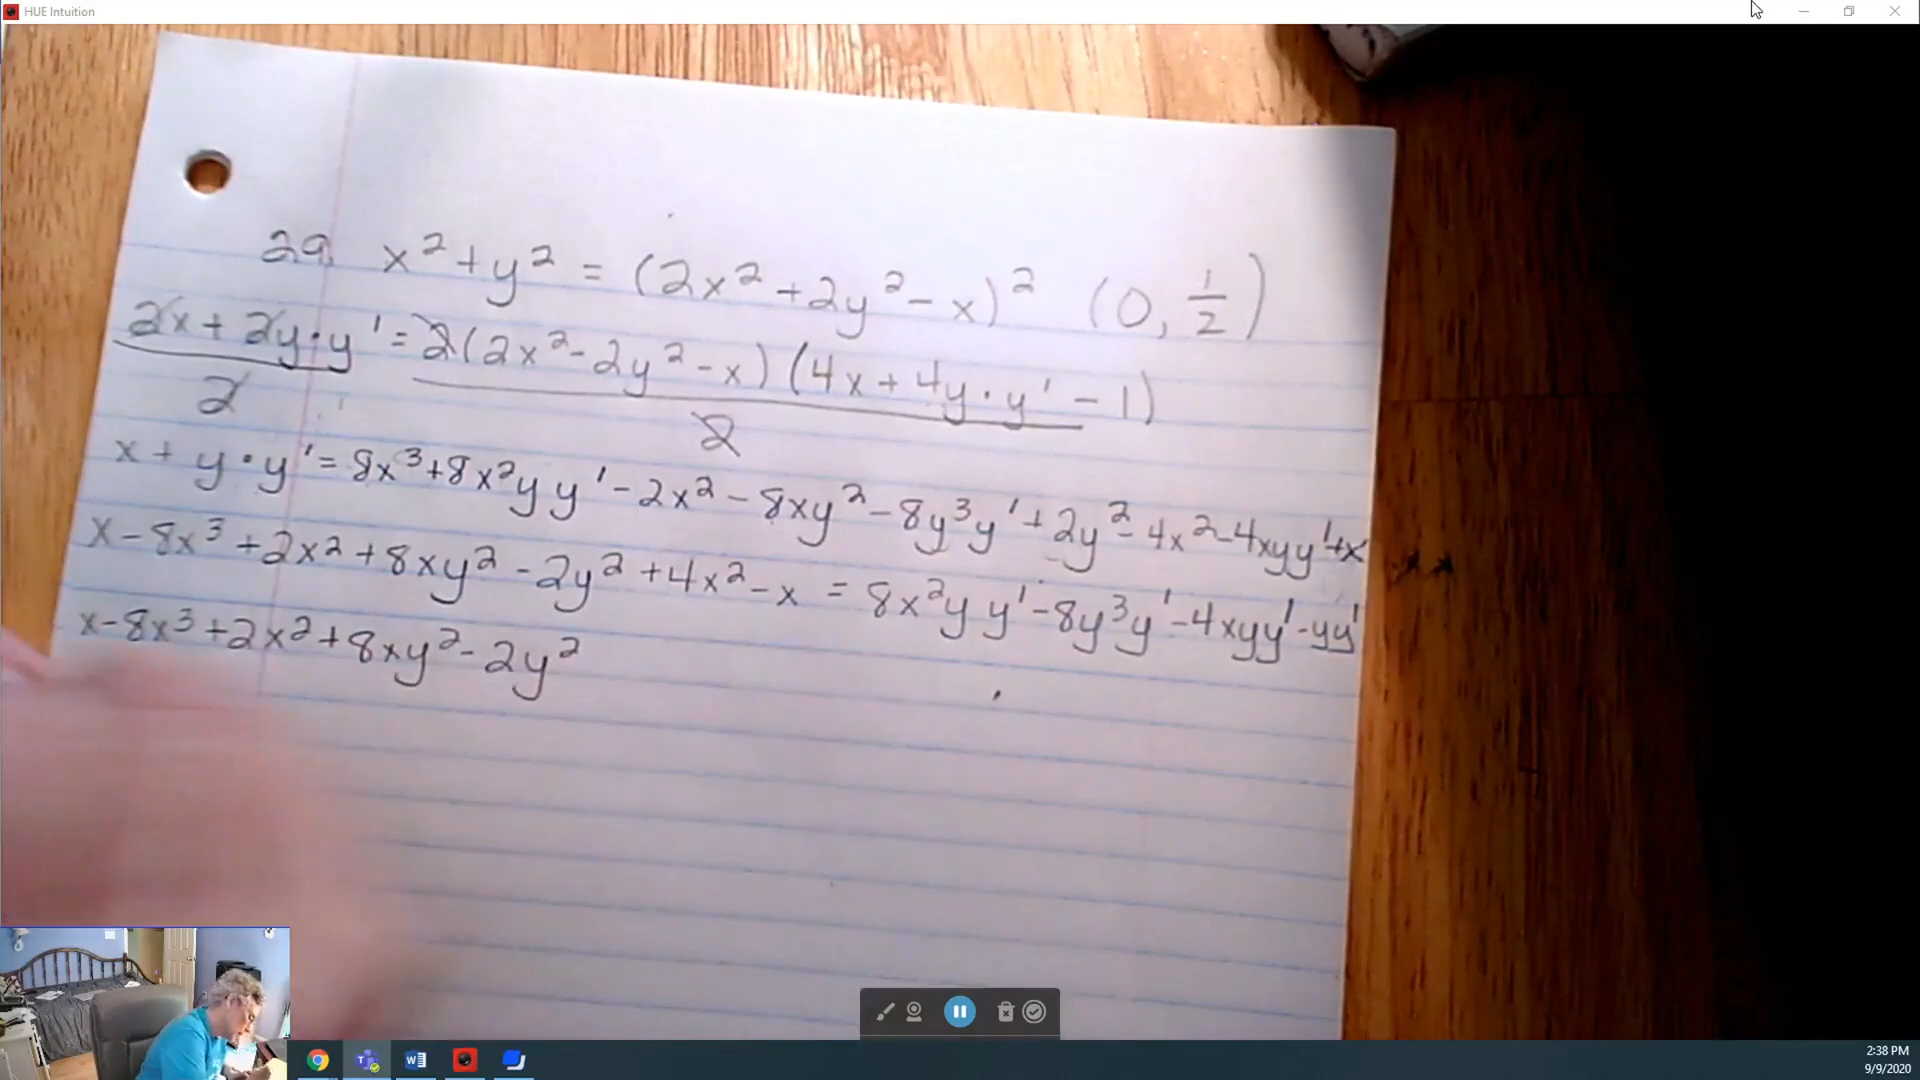 HUE Intuition
29 x² + y² = (2x² + 2y² - x)² (0, 1/2)
2x + 2y·y' = 2(2x² - 2y² - x)(4x + 4y·y' - 1)
2 2
x + y·y' = 8x³ + 8x²yy' - 2x² - 8xy² - 8y³y' + 2y² - 4x² - 4xyy' + x
x - 8x³ + 2x² + 8xy² - 2y² + 4x² - x = 8x²yy' - 8y³y' - 4xyy' - yy'
x - 8x³ + 2x² + 8xy² - 2y²
2:38 PM
9/9/2020